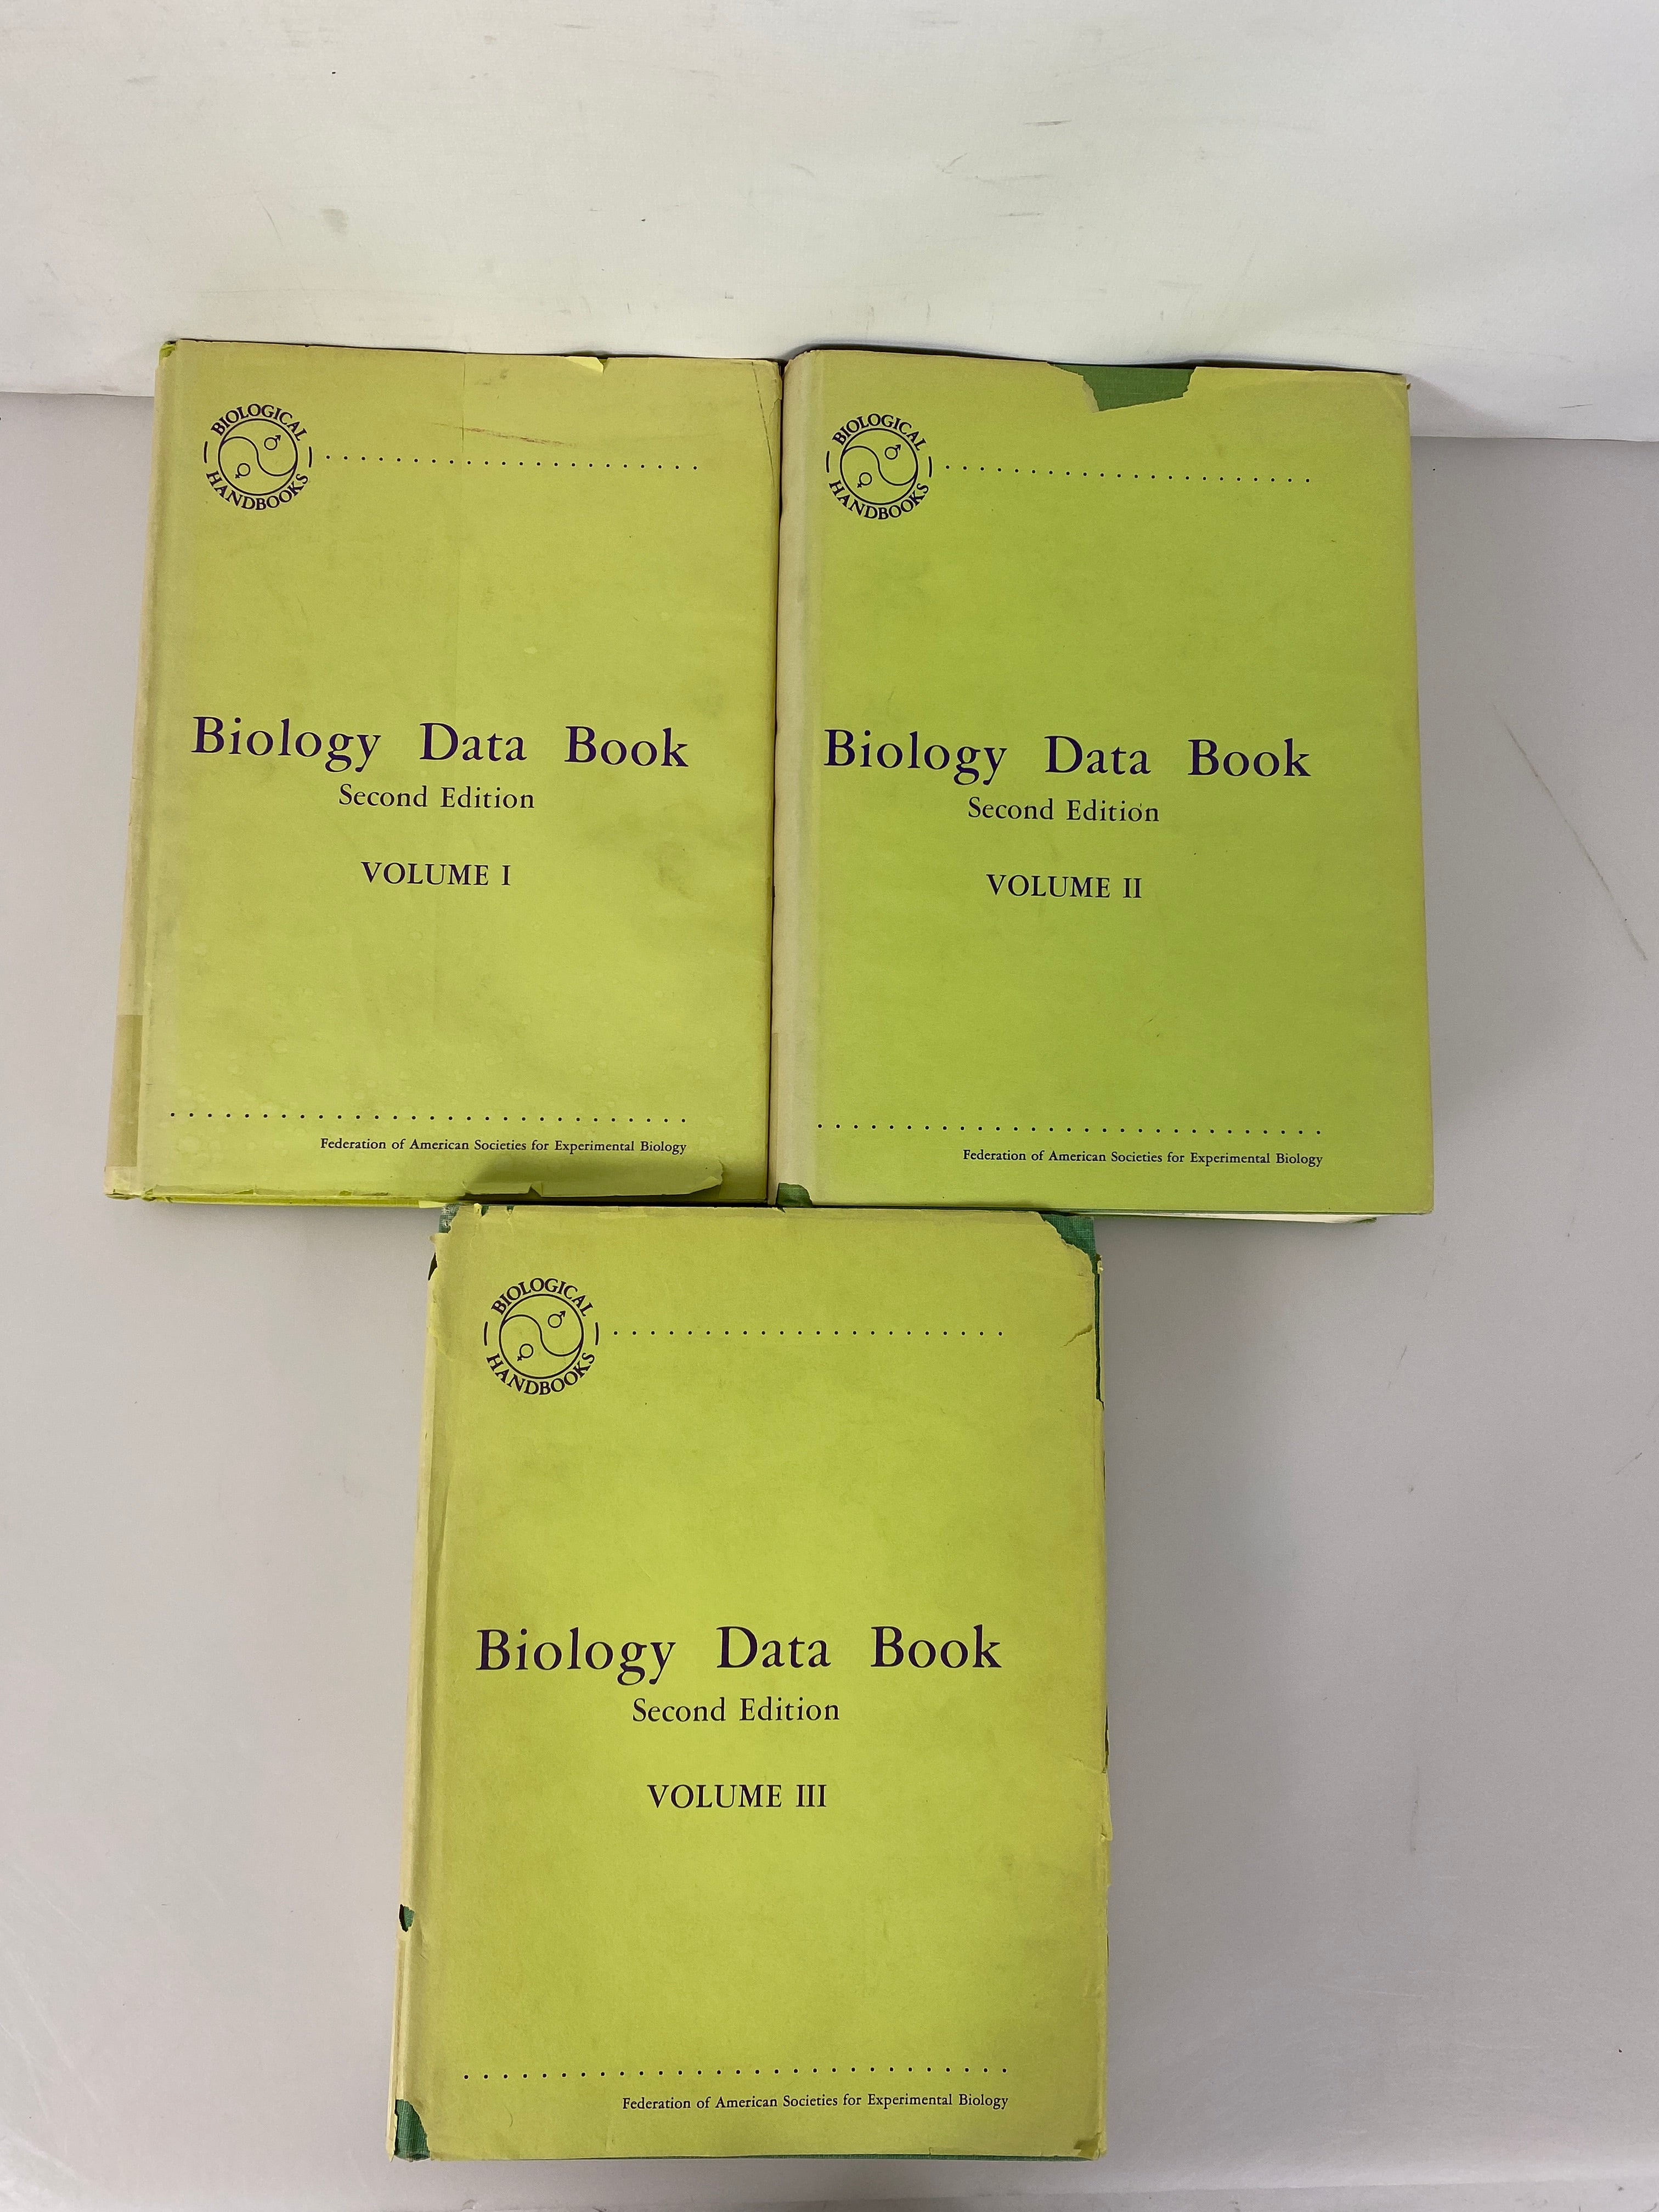 BIOLOGICAL
HANDBOOKS
Biology Data Book
Second Edition
VOLUME I
Federation of American Societies for Experimental Biology
BIOLOGICAL
HANDBOOKS
Biology Data Book
Second Edition
VOLUME II
Federation of American Societies for Experimental Biology
BIOLOGICAL
HANDBOOKS
Biology Data Book
Second Edition
VOLUME III
Federation of American Societies for Experimental Biology